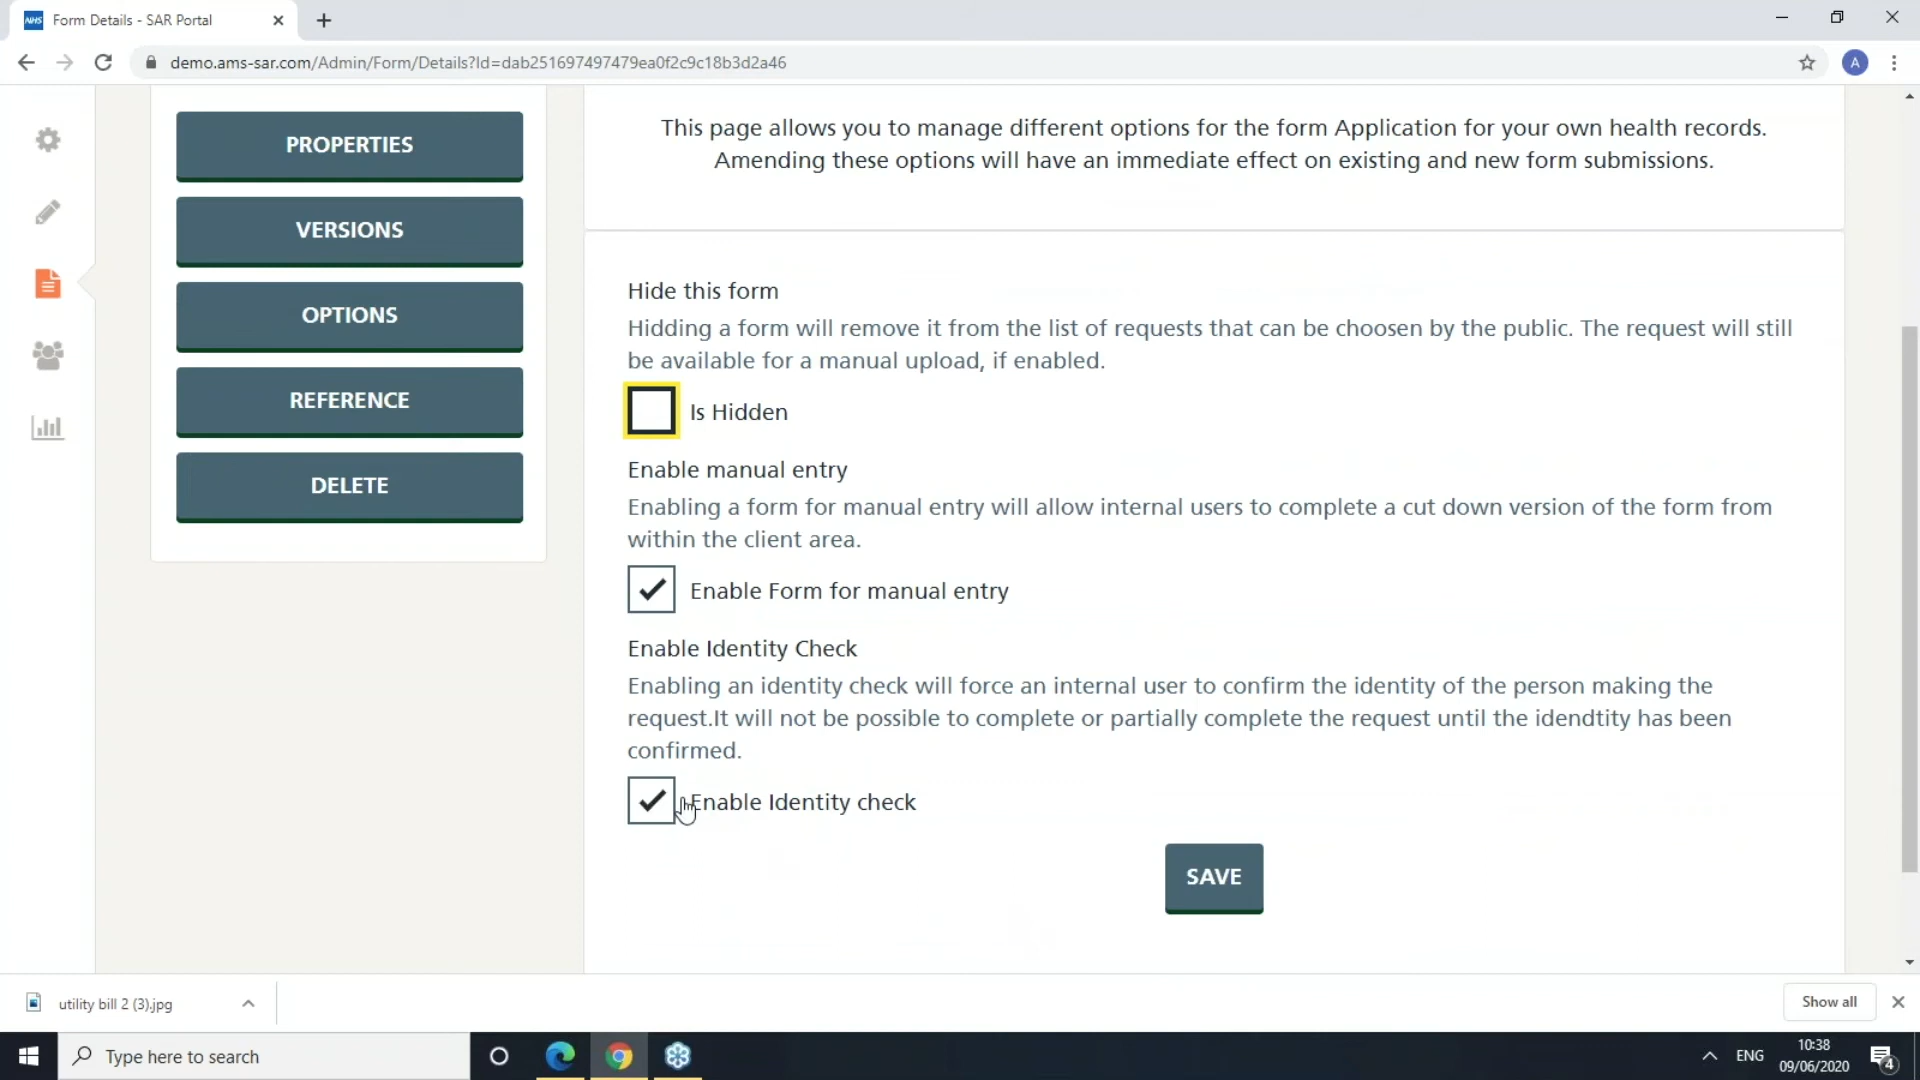 NHS Form Details - SAR Portal
demo.ams-sar.com/Admin/Form/Details?Id=dab251697497479ea0f2c9c18b3d2a46
A
PROPERTIES
VERSIONS
OPTIONS
REFERENCE
DELETE
This page allows you to manage different options for the form Application for your own health records.
Amending these options will have an immediate effect on existing and new form submissions.
Hide this form
Hidding a form will remove it from the list of requests that can be choosen by the public. The request will still
be available for a manual upload, if enabled.
Is Hidden
Enable manual entry
Enabling a form for manual entry will allow internal users to complete a cut down version of the form from
within the client area.
Enable Form for manual entry
Enable Identity Check
Enabling an identity check will force an internal user to confirm the identity of the person making the
request.It will not be possible to complete or partially complete the request until the idendtity has been
confirmed.
Enable Identity check
SAVE
utility bill 2 (3).jpg
Show all
Type here to search
ENG
10:38
09/06/2020
4